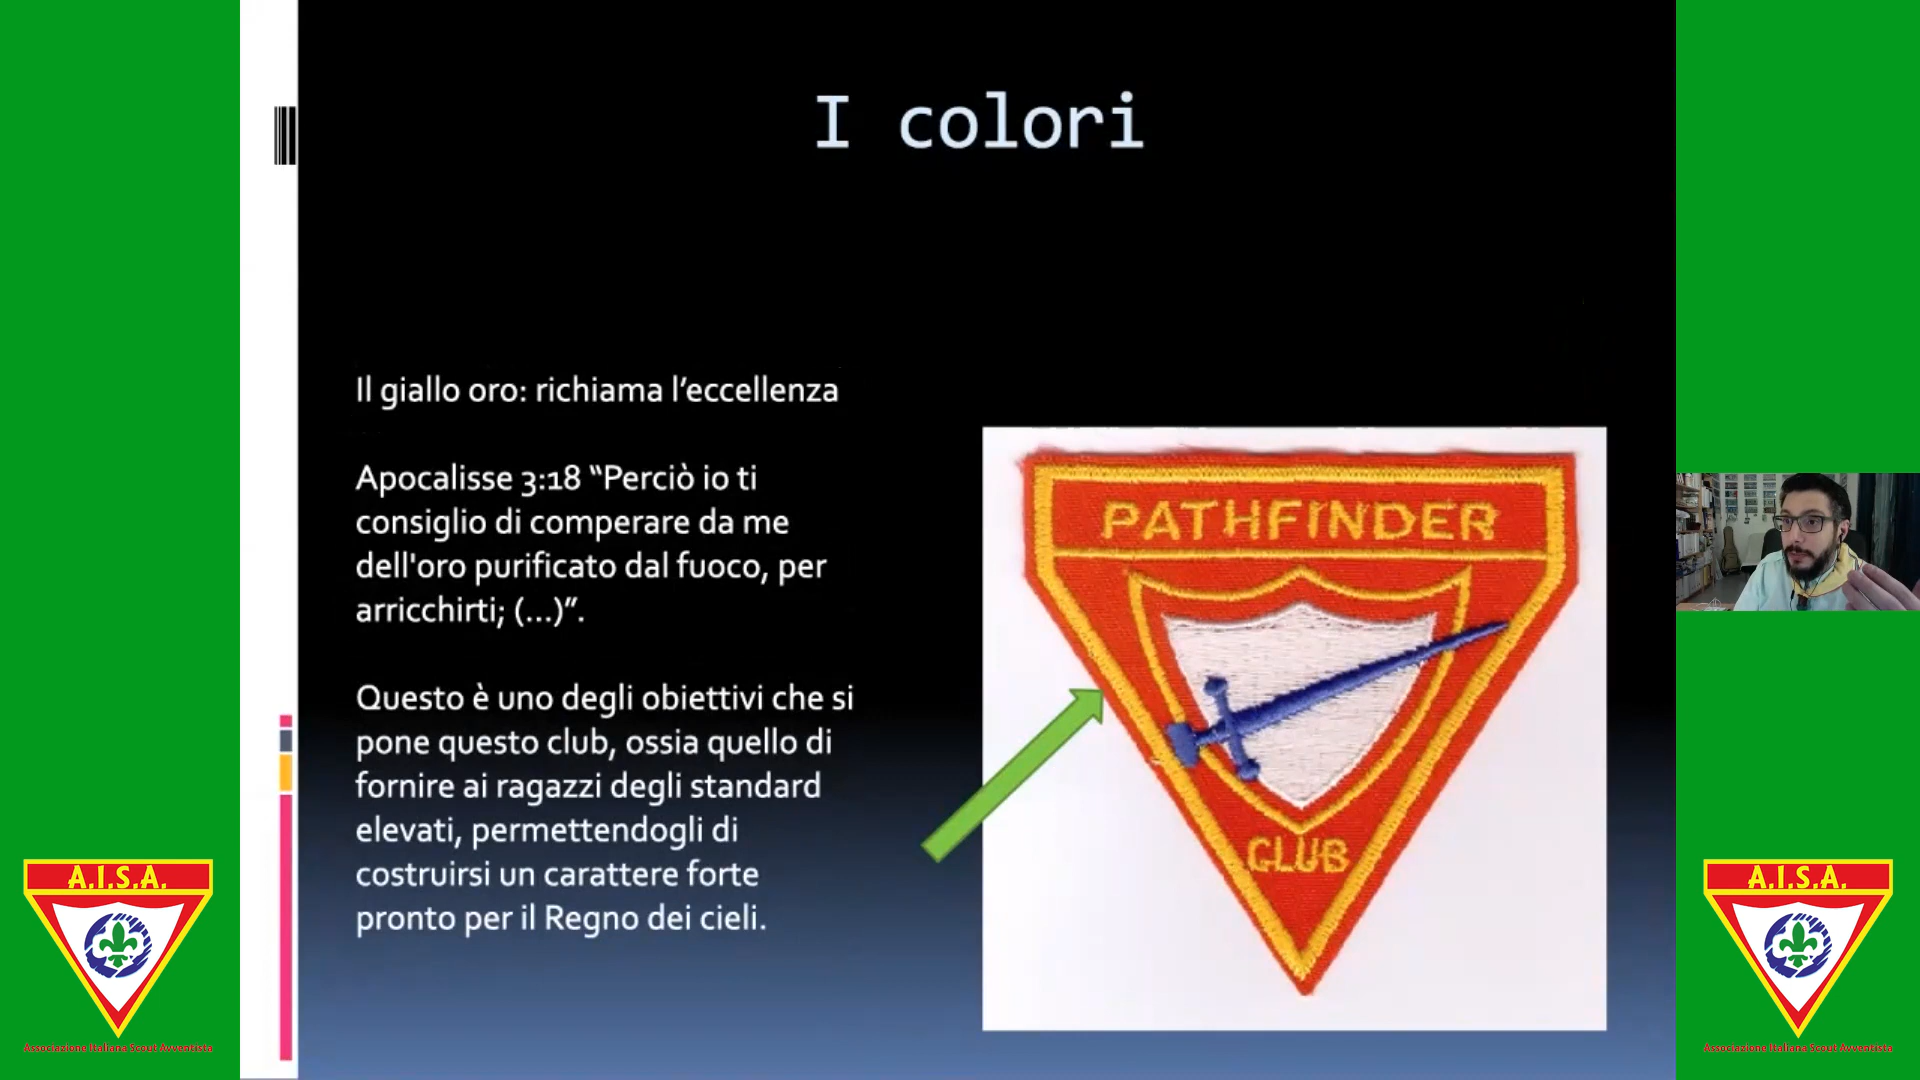 I colori
Il giallo oro: richiama l’eccellenza
Apocalisse 3:18 “Perciò io ti
consiglio di comperare da me
dell'oro purificato dal fuoco, per
arricchirti; (...)”.
Questo è uno degli obiettivi che si
pone questo club, ossia quello di
fornire ai ragazzi degli standard
elevati, permettendogli di
costruirsi un carattere forte
pronto per il Regno dei cieli.
PATHFINDER
CLUB
A.I.S.A.
Associazione Italiana Scout Avventista
A.I.S.A.
Associazione Italiana Scout Avventista